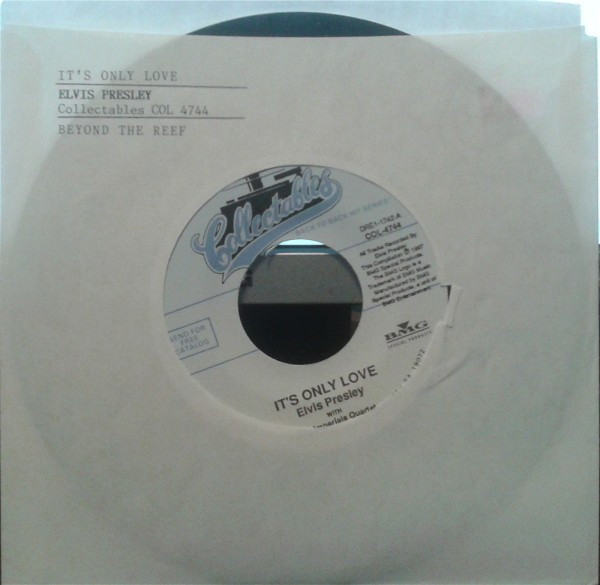 IT'S ONLY LOVE
ELVIS PRESLEY
Collectables COL 4744
BEYOND THE REEF
Collectables
BACK TO BACK HIT SERIES
DRE1-1742-A
COL-4744
All Tracks Recorded By
Elvis Presley
This Compilation ℗ 1997
BMG Special Products.
The BMG Logo is a
Trademark of BMG Music
Manufactured by BMG
Special Products, a unit of
BMG Entertainment
SEND FOR
FREE
CATALOG
BMG
SPECIAL PRODUCTS
IT'S ONLY LOVE
Elvis Presley
WITH
Imperials Quartet